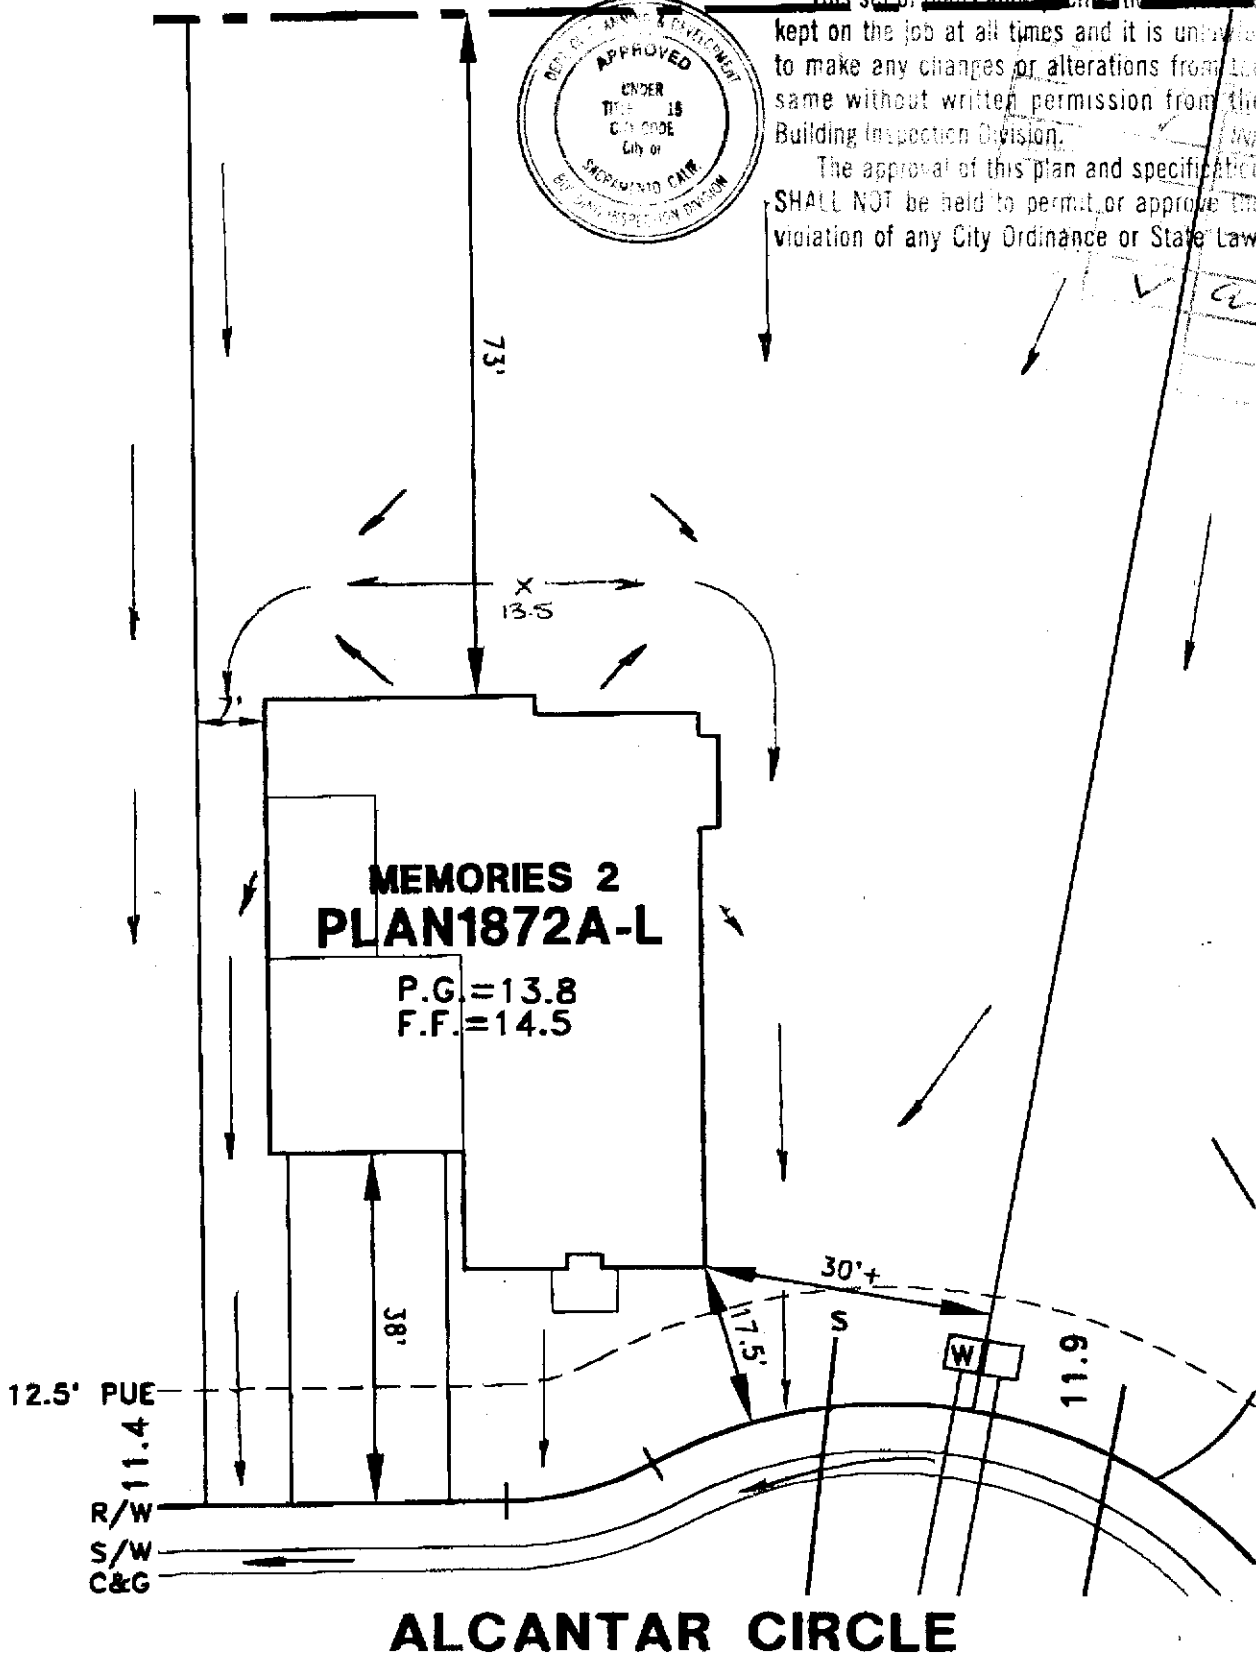 kept on the job at all times and it is
to make any changes or alterations from
same without written permission from the
Building Inspection Division.
The approval of this plan and specification
SHALL NOT be held to permit or approve the
violation of any City Ordinance or State Law
DEPT. OF PLANNING & DEVELOPMENT
APPROVED
UNDER
TITLE 15
CITY CODE
City of
SACRAMENTO CALIF.
BUILDING INSPECTION DIVISION
73'
X
13.5
7'
MEMORIES 2
PLAN1872A-L
P.G.=13.8
F.F.=14.5
30'+
38'
17.5'
S
W
11.9
12.5' PUE
11.4
R/W
S/W
C&G
ALCANTAR CIRCLE